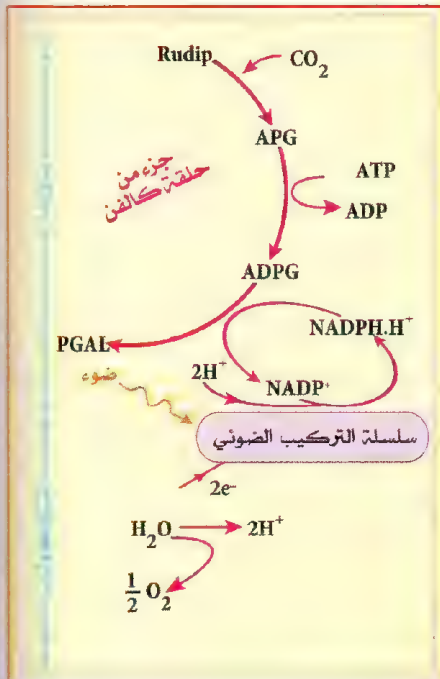 Rudip
CO₂
APG
جزء من
حلقة كالفن
ATP
ADP
ADPG
NADPH.H⁺
PGAL
2H⁺
NADP⁺
ضوء
سلسلة التركيب الضوئي
2e⁻
H₂O
2H⁺
½ O₂